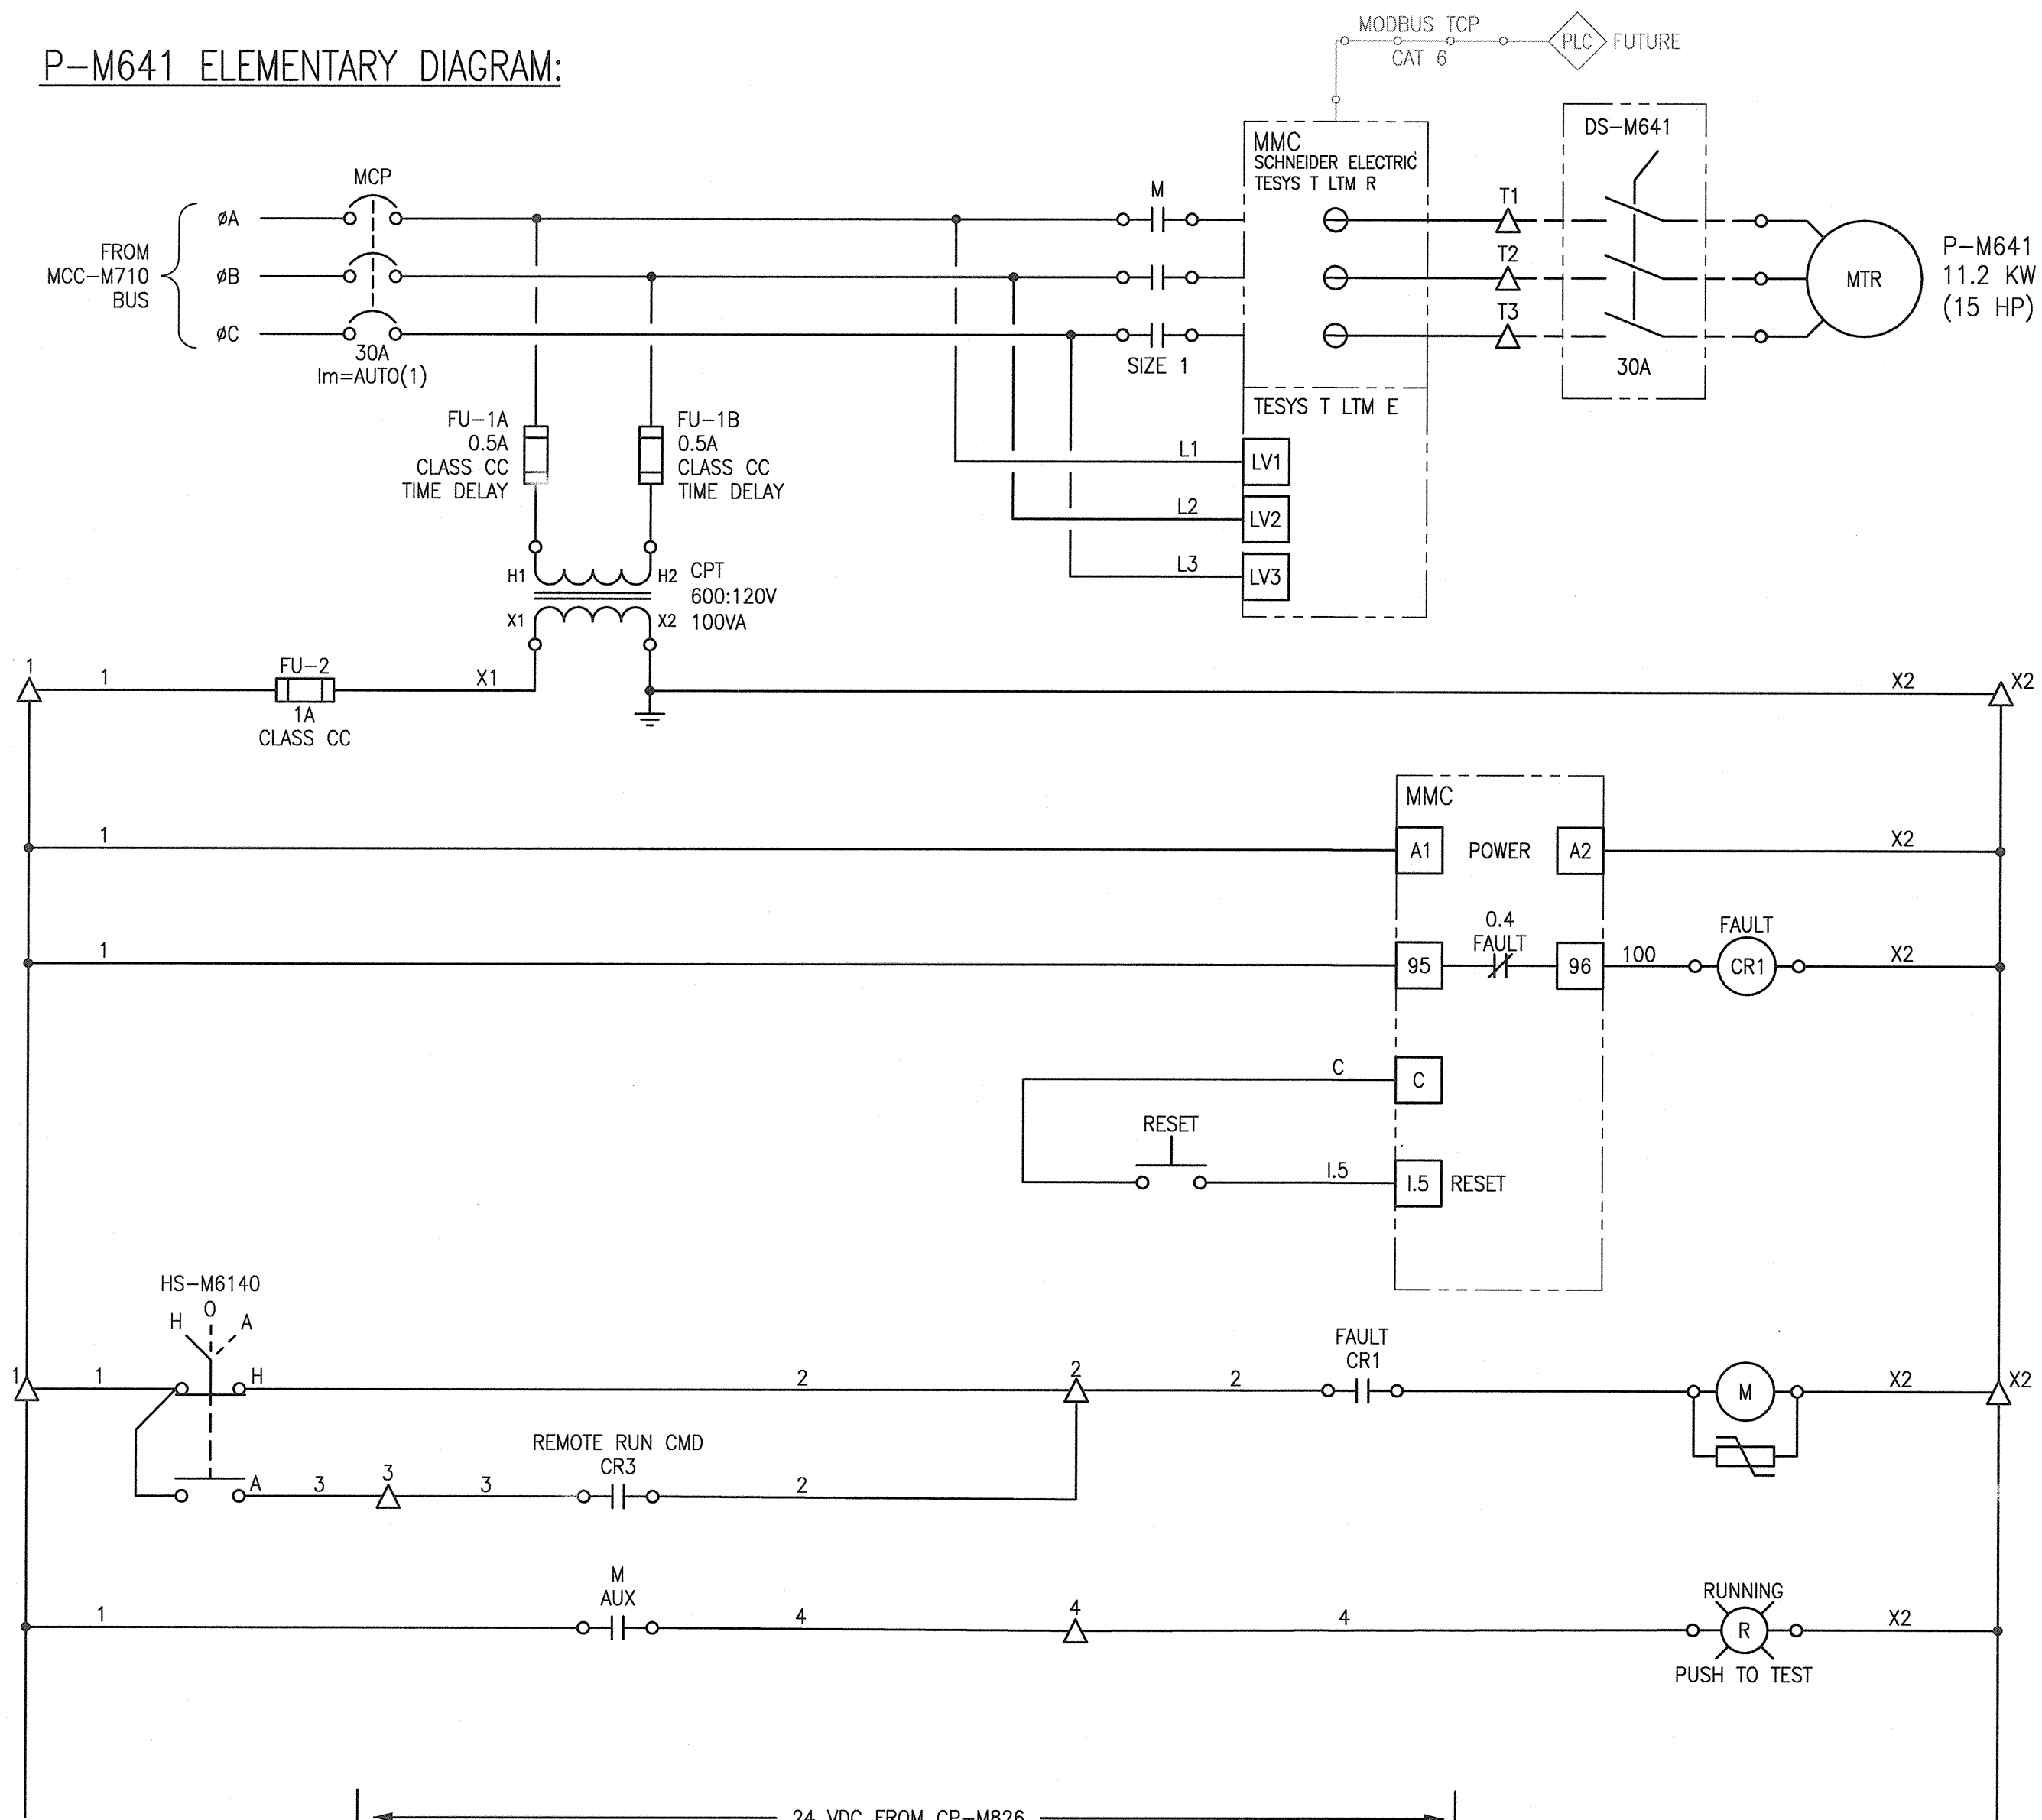 P-M641 ELEMENTARY DIAGRAM:
MODBUS TCP
CAT 6
PLC
FUTURE
MMC
SCHNEIDER ELECTRIC
TESYS T LTM R
DS-M641
MCP
FROM
MCC-M710
BUS
øA
øB
øC
30A
Im=AUTO(1)
M
SIZE 1
T1
T2
T3
30A
MTR
P-M641
11.2 KW
(15 HP)
TESYS T LTM E
FU-1A
0.5A
CLASS CC
TIME DELAY
FU-1B
0.5A
CLASS CC
TIME DELAY
L1
LV1
L2
LV2
L3
LV3
H1
H2
CPT
600:120V
100VA
X1
X2
1
1
FU-2
1A
CLASS CC
X1
X2
X2
MMC
1
A1
POWER
A2
X2
1
95
0.4
FAULT
96
100
FAULT
CR1
X2
C
C
RESET
I.5
I.5
RESET
HS-M6140
H
O
A
1
1
H
2
2
2
FAULT
CR1
M
X2
X2
A
3
3
3
REMOTE RUN CMD
CR3
2
1
M
AUX
4
4
4
RUNNING
R
PUSH TO TEST
X2
24 VDC FROM CP-M826